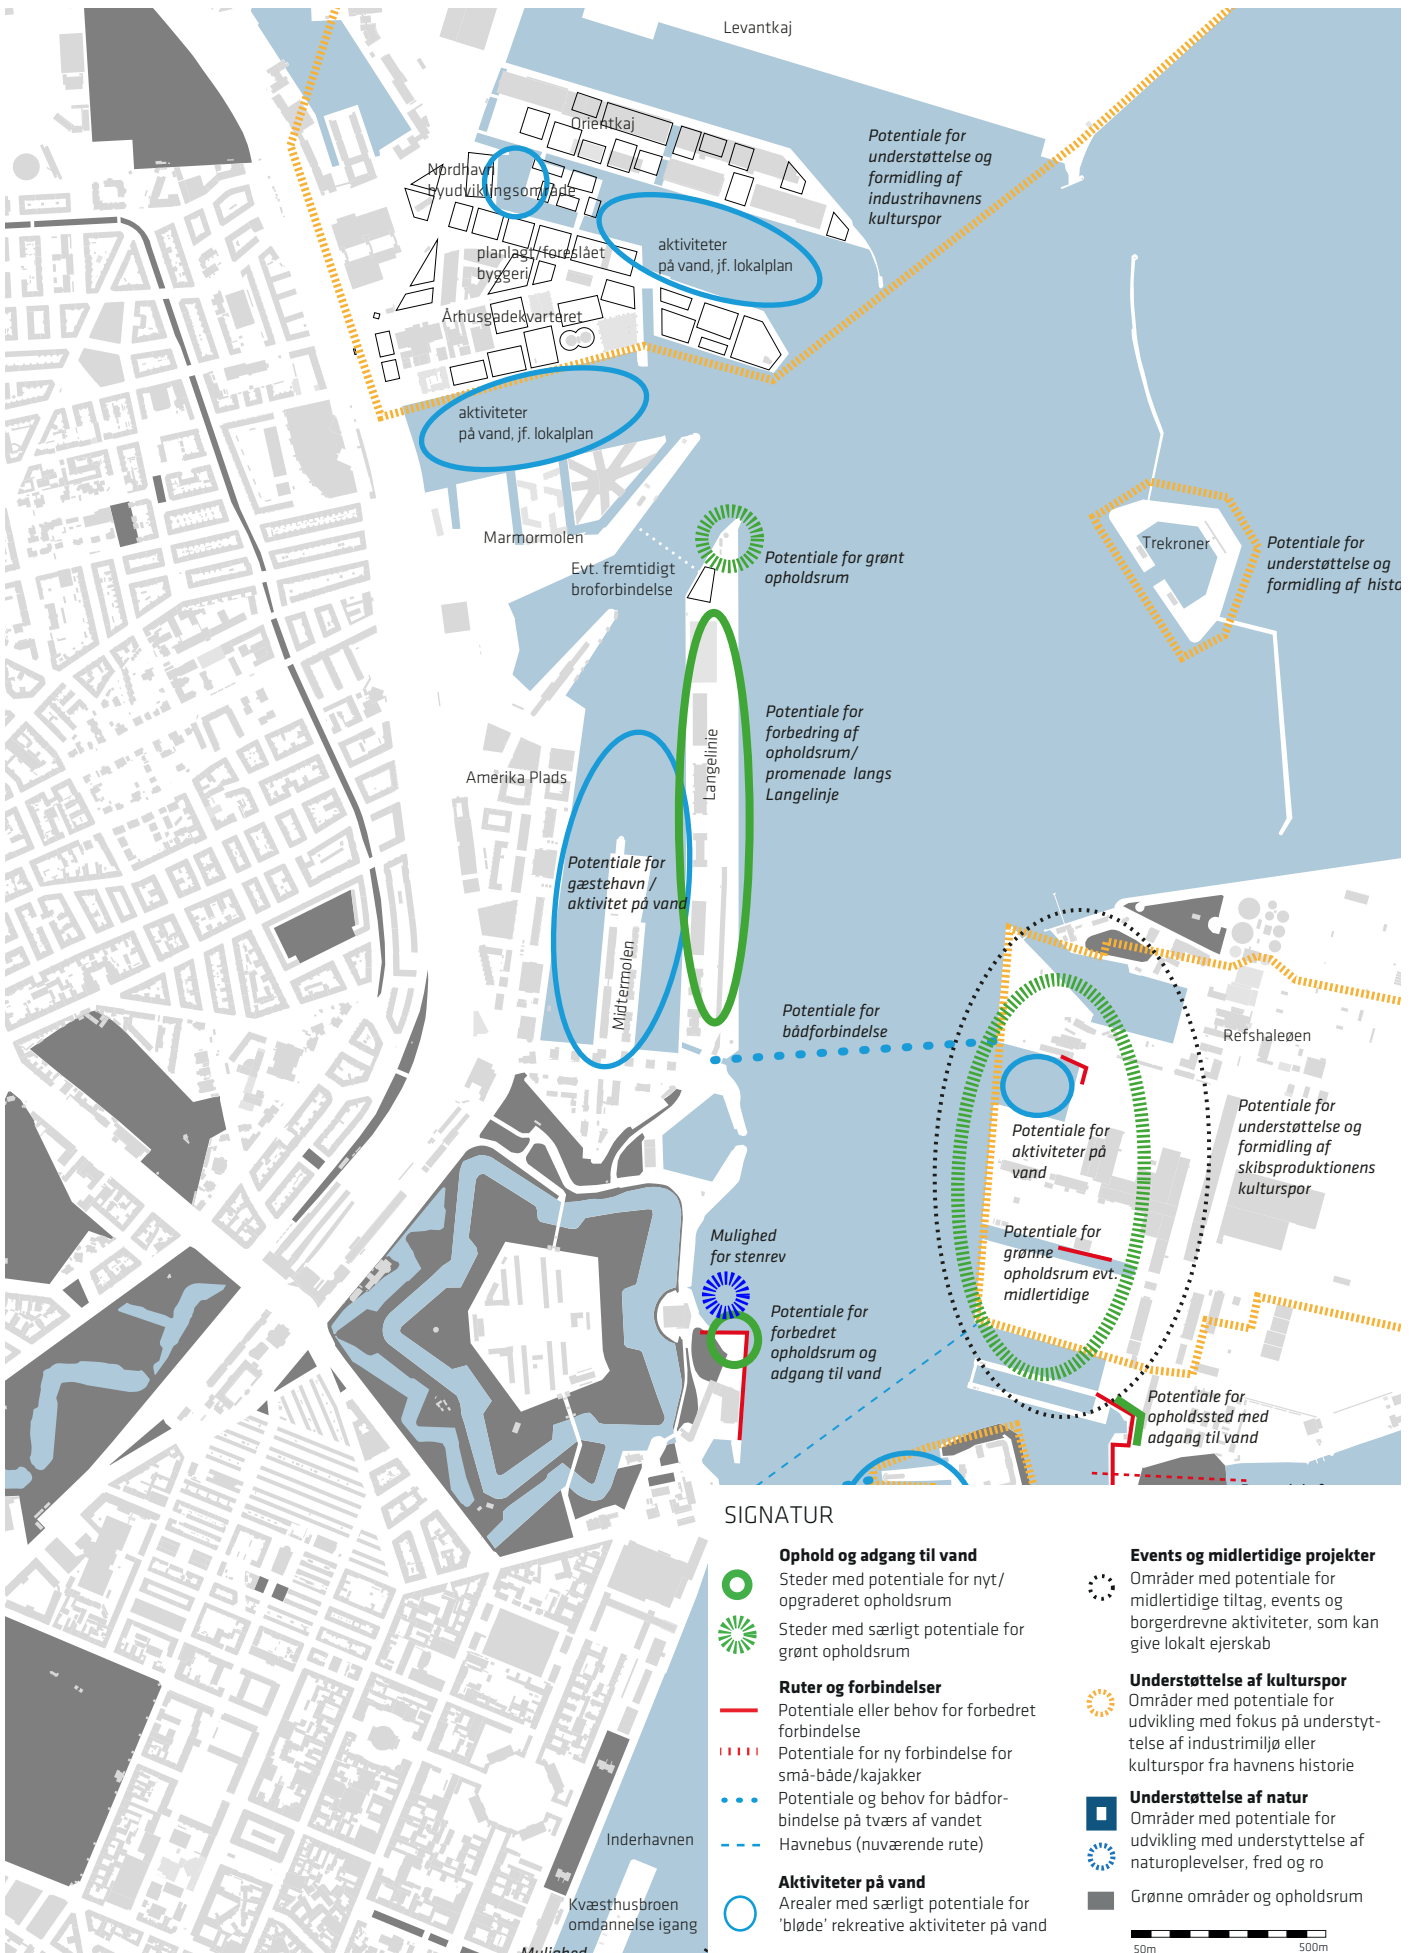 Levantkaj
Orientkaj
Potentiale for
understøttelse og
formidling af
industrihavnens
kulturspor
Nordhavn
byudviklingsområde
aktiviteter
på vand, jf. lokalplan
planlagt/foreslået
byggeri
Århusgadekvarteret
aktiviteter
på vand, jf. lokalplan
Marmormolen
Evt. fremtidigt
broforbindelse
Potentiale for grønt
opholdsrum
Trekroner
Potentiale for
understøttelse og
formidling af histo
Potentiale for
forbedring af
opholdsrum/
promenade langs
Langelinje
Langelinie
Amerika Plads
Potentiale for
gæstehavn /
aktivitet på vand
Midtermolen
Potentiale for
bådforbindelse
Refshaleøen
Potentiale for
aktiviteter på
vand
Potentiale for
understøttelse og
formidling af
skibsproduktionens
kulturspor
Potentiale for
grønne
opholdsrum evt.
midlertidige
Mulighed
for stenrev
Potentiale for
forbedret
opholdsrum og
adgang til vand
Potentiale for
opholdssted med
adgang til vand
SIGNATUR
Ophold og adgang til vand
Steder med potentiale for nyt/
opgraderet opholdsrum
Steder med særligt potentiale for
grønt opholdsrum
Ruter og forbindelser
Potentiale eller behov for forbedret
forbindelse
Potentiale for ny forbindelse for
små-både/kajakker
Potentiale og behov for bådfor-
bindelse på tværs af vandet
Havnebus (nuværende rute)
Aktiviteter på vand
Arealer med særligt potentiale for
'bløde' rekreative aktiviteter på vand
Events og midlertidige projekter
Områder med potentiale for
midlertidige tiltag, events og
borgerdrevne aktiviteter, som kan
give lokalt ejerskab
Understøttelse af kulturspor
Områder med potentiale for
udvikling med fokus på understyt-
telse af industrimiljø eller
kulturspor fra havnens historie
Understøttelse af natur
Områder med potentiale for
udvikling med understyttelse af
naturoplevelser, fred og ro
Grønne områder og opholdsrum
50m 500m
Inderhavnen
Kvæsthusbroen
omdannelse igang
Mulighed